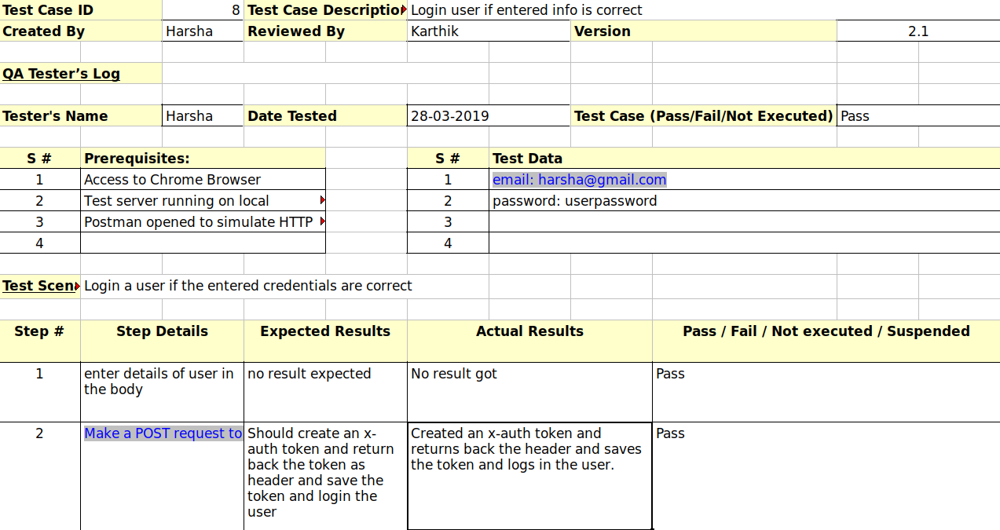 Test Case ID 8 Test Case Description Login user if entered info is correct
Created By Harsha Reviewed By Karthik Version 2.1
QA Tester’s Log
Tester's Name Harsha Date Tested 28-03-2019 Test Case (Pass/Fail/Not Executed) Pass
S # Prerequisites: S # Test Data
1 Access to Chrome Browser 1 email: harsha@gmail.com
2 Test server running on local 2 password: userpassword
3 Postman opened to simulate HTTP 3
4 4
Test Scen Login a user if the entered credentials are correct
Step # Step Details Expected Results Actual Results Pass / Fail / Not executed / Suspended
1 enter details of user in no result expected No result got Pass
the body
2 Make a POST request to Should create an x- Created an x-auth token and Pass
auth token and return returns back the header and saves
back the token as the token and logs in the user.
header and save the
token and login the
user